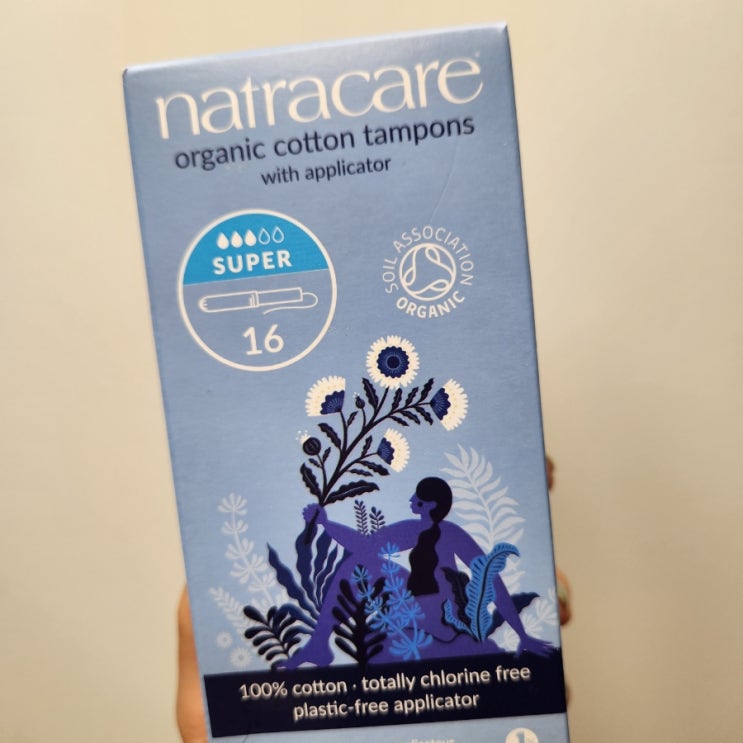 natracare
organic cotton tampons
with applicator
SUPER
16
SOIL ASSOCIATION
ORGANIC
100% cotton · totally chlorine free
plastic-free applicator